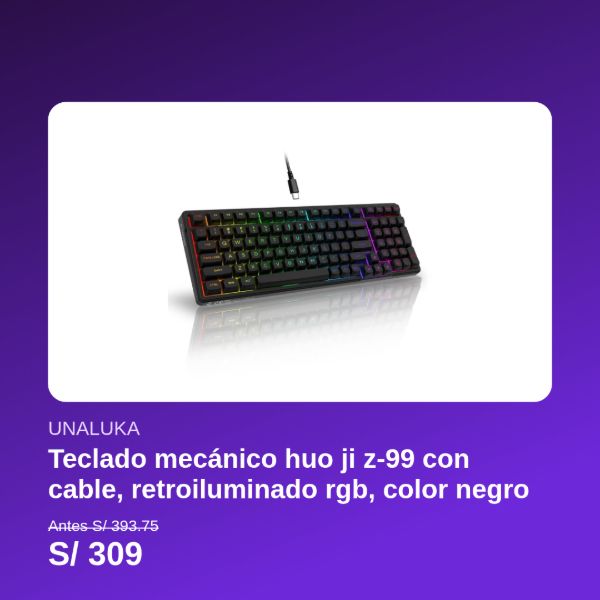 UNALUKA
Teclado mecánico huo ji z-99 con
cable, retroiluminado rgb, color negro
Antes S/ 393.75
S/ 309